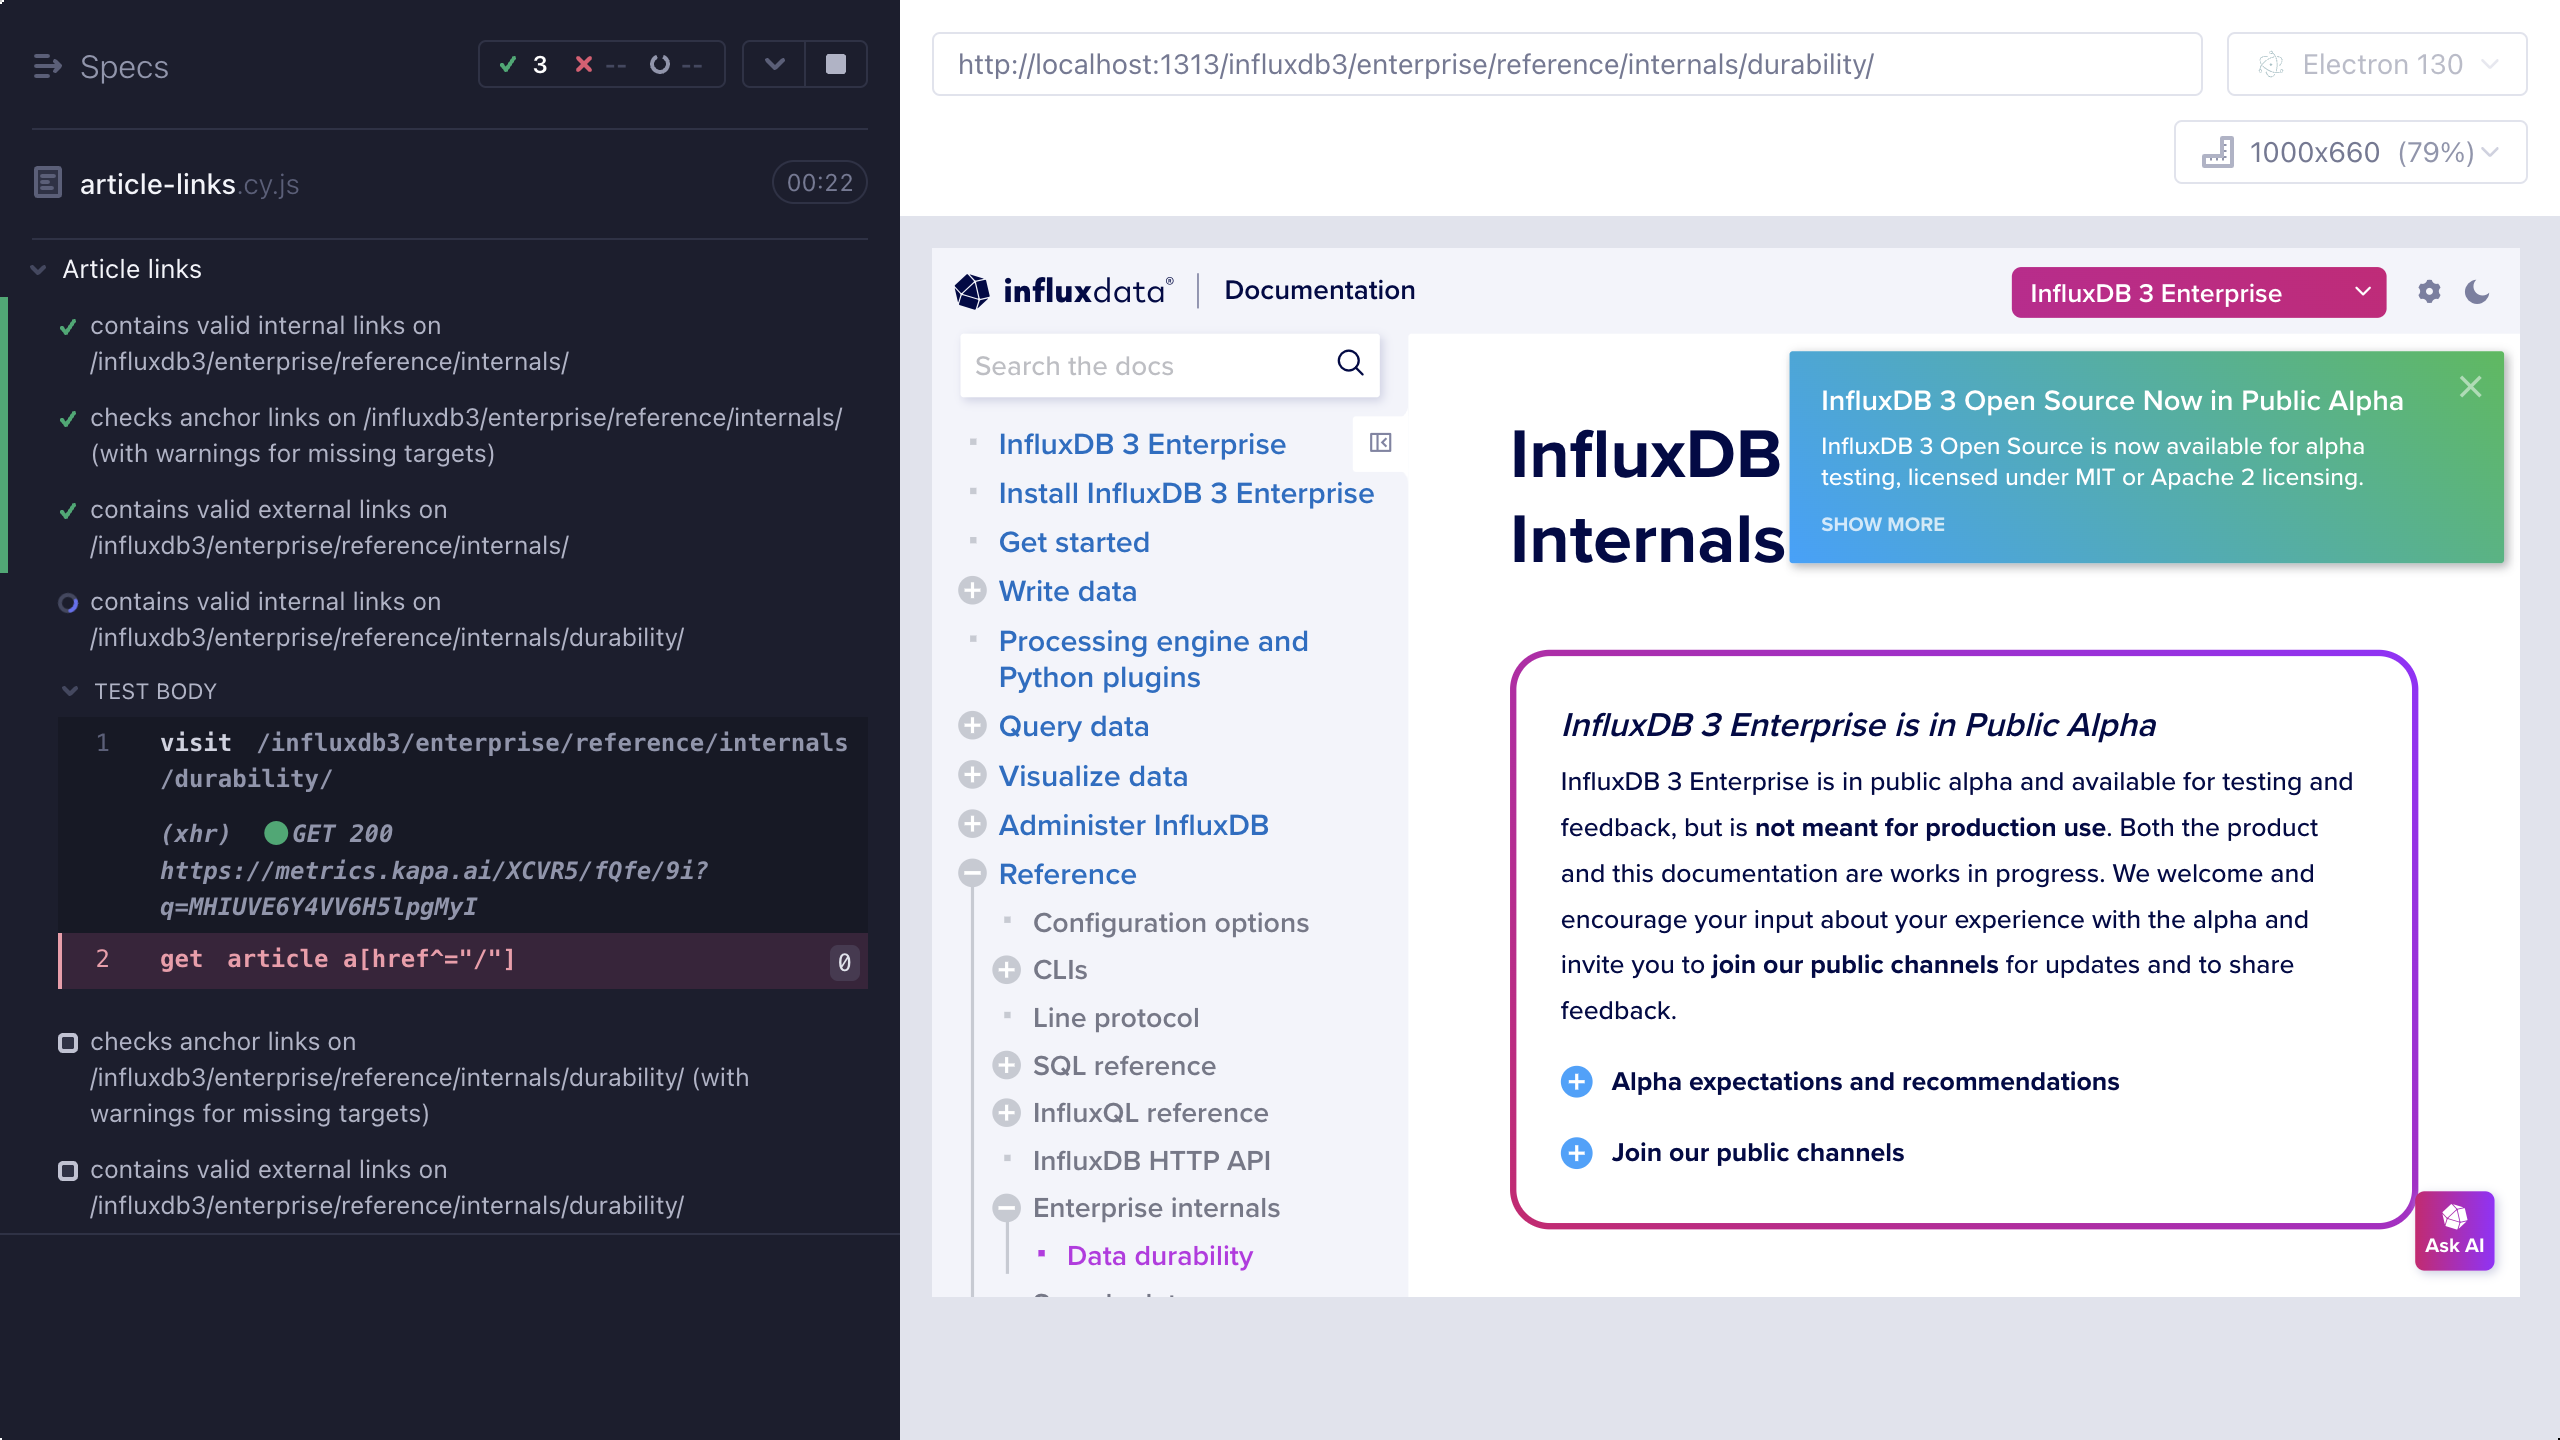 Specs
3 -- --
article-links.cy.js
00:22
Article links
contains valid internal links on
/influxdb3/enterprise/reference/internals/
checks anchor links on /influxdb3/enterprise/reference/internals/
(with warnings for missing targets)
contains valid external links on
/influxdb3/enterprise/reference/internals/
contains valid internal links on
/influxdb3/enterprise/reference/internals/durability/
TEST BODY
1 visit /influxdb3/enterprise/reference/internals
/durability/
(xhr) GET 200
https://metrics.kapa.ai/XCVR5/fQfe/9i?
q=MHIUVE6Y4VV6H5lpgMyI
2 get article a[href^="/"] 0
checks anchor links on
/influxdb3/enterprise/reference/internals/durability/ (with
warnings for missing targets)
contains valid external links on
/influxdb3/enterprise/reference/internals/durability/
http://localhost:1313/influxdb3/enterprise/reference/internals/durability/
Electron 130
1000x660 (79%)
influxdata® Documentation
InfluxDB 3 Enterprise
Search the docs
InfluxDB 3 Enterprise
Install InfluxDB 3 Enterprise
Get started
Write data
Processing engine and
Python plugins
Query data
Visualize data
Administer InfluxDB
Reference
Configuration options
CLIs
Line protocol
SQL reference
InfluxQL reference
InfluxDB HTTP API
Enterprise internals
Data durability
InfluxDB
Internals
InfluxDB 3 Open Source Now in Public Alpha
InfluxDB 3 Open Source is now available for alpha
testing, licensed under MIT or Apache 2 licensing.
SHOW MORE
InfluxDB 3 Enterprise is in Public Alpha
InfluxDB 3 Enterprise is in public alpha and available for testing and
feedback, but is not meant for production use. Both the product
and this documentation are works in progress. We welcome and
encourage your input about your experience with the alpha and
invite you to join our public channels for updates and to share
feedback.
Alpha expectations and recommendations
Join our public channels
Ask AI